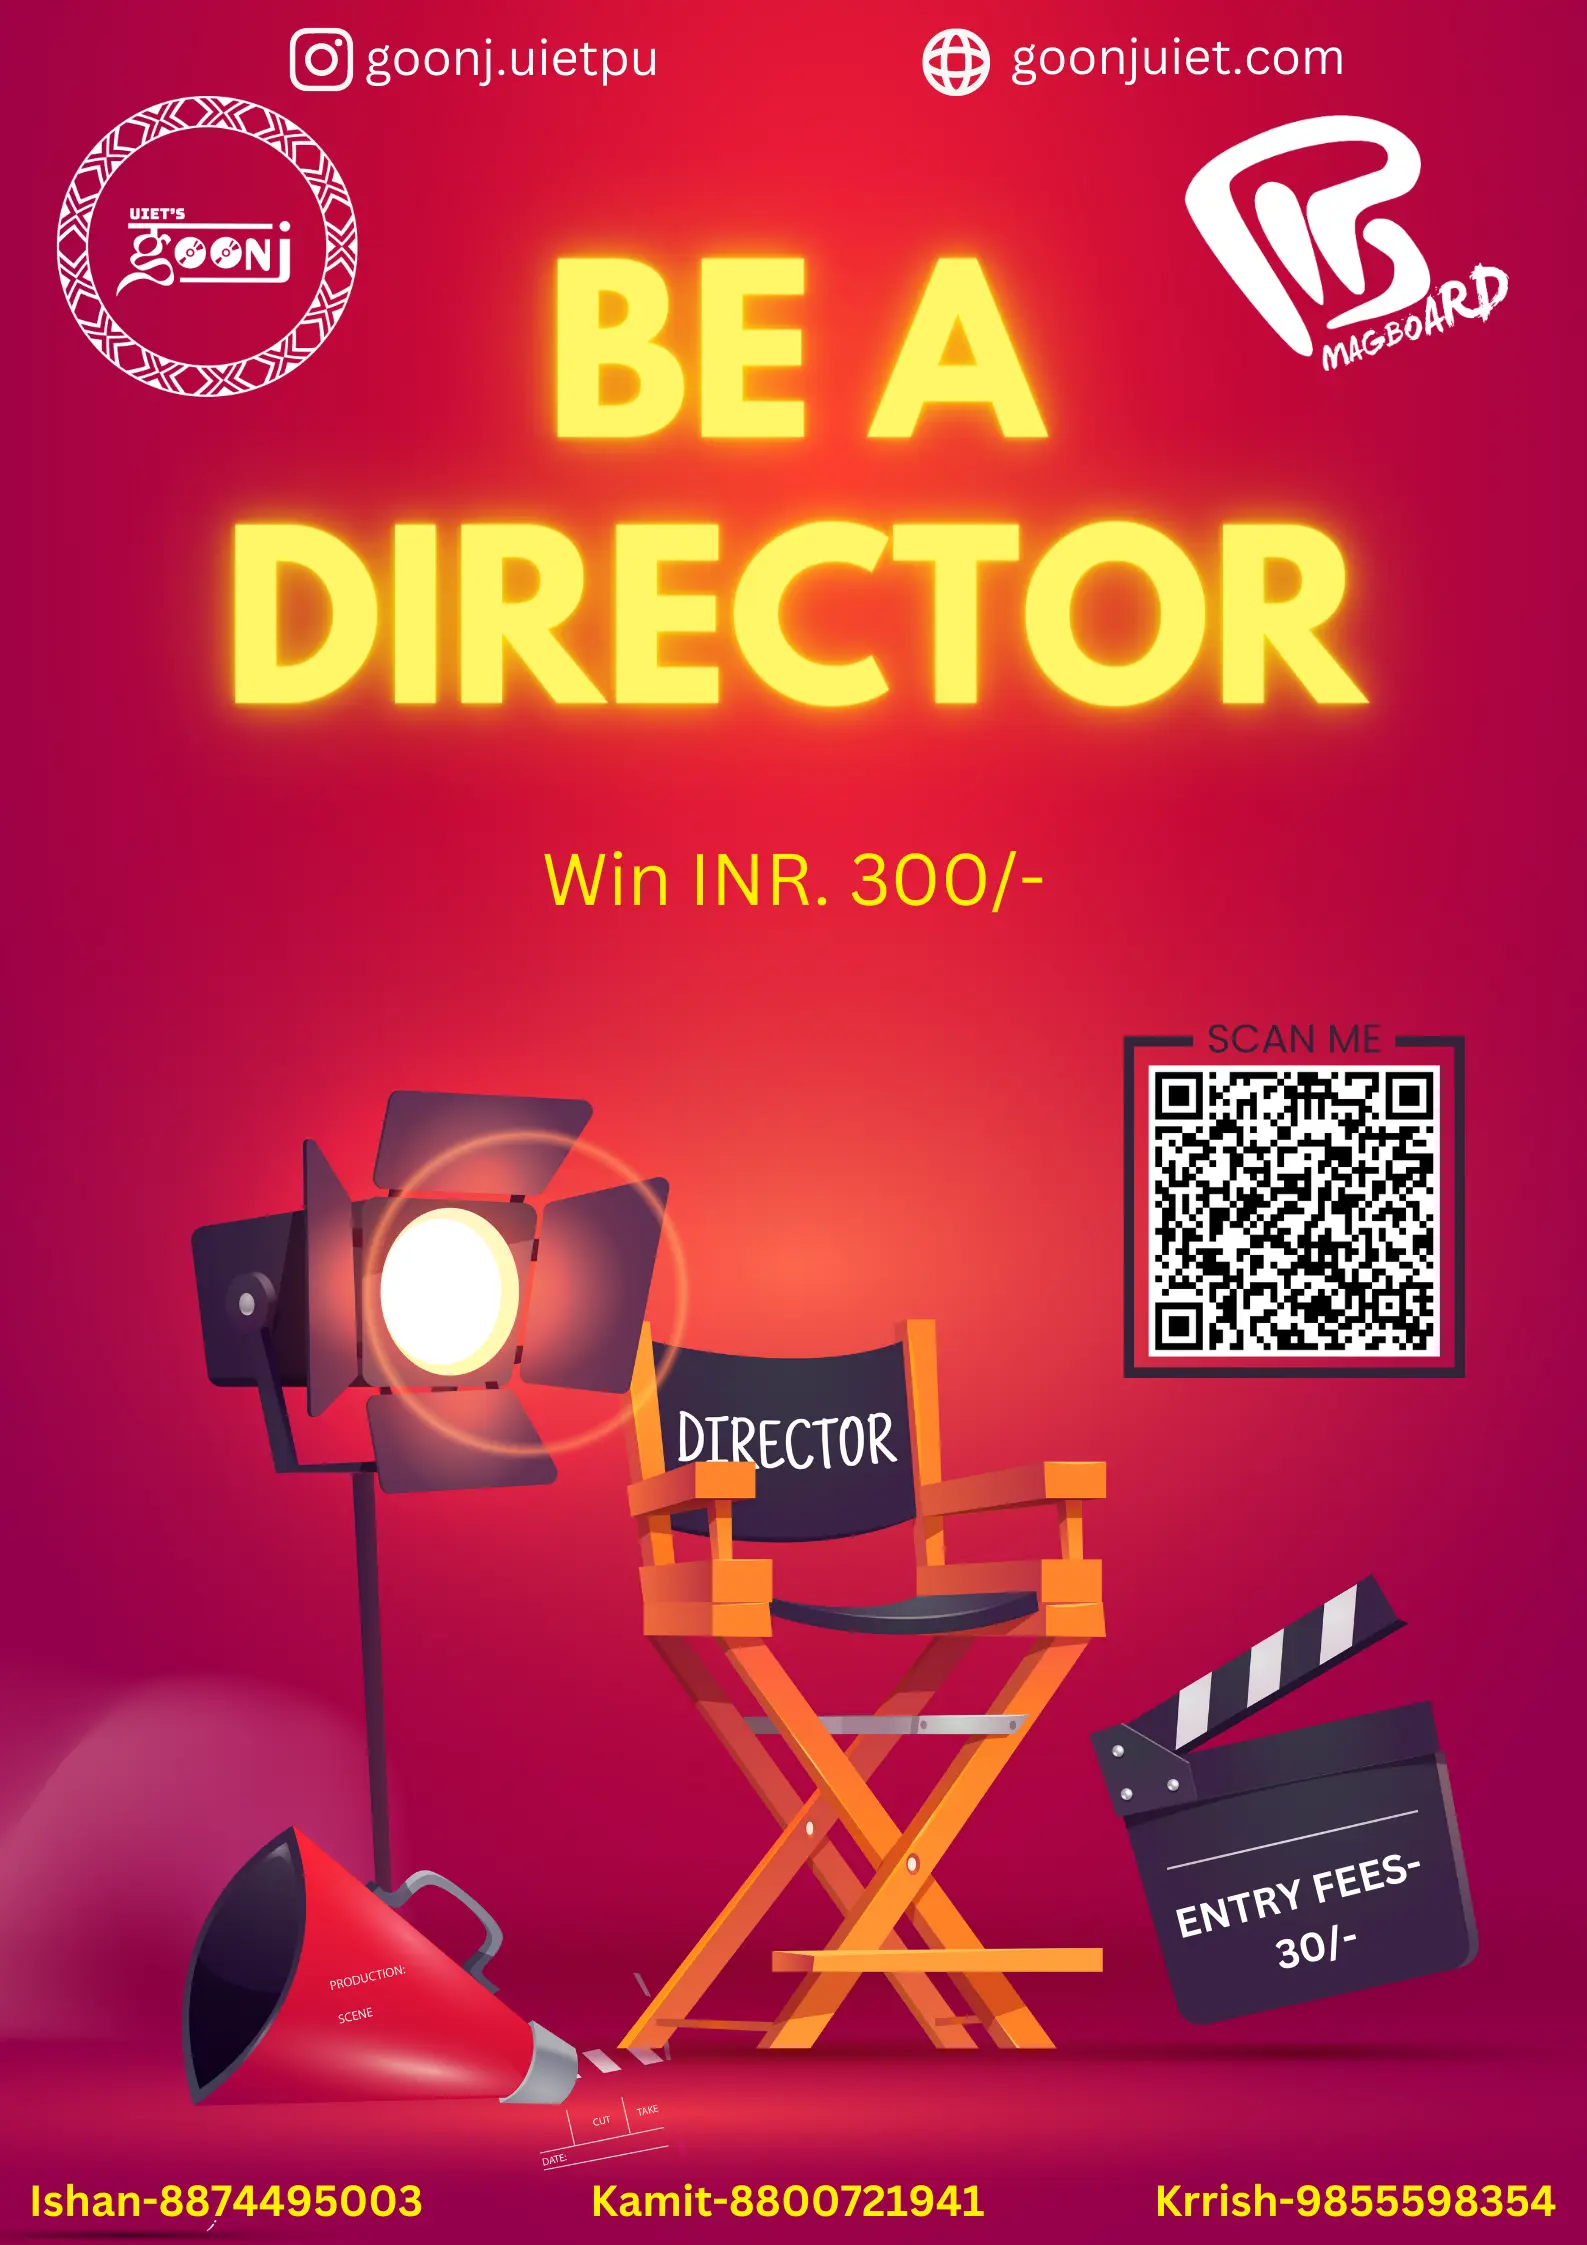 goonj.uietpu
goonjuiet.com
UIET'S
goonj
MAGBOARD
BE A
DIRECTOR
Win INR. 300/-
SCAN ME
DIRECTOR
ENTRY FEES-
30/-
PRODUCTION:
SCENE
CUT
TAKE
DATE:
Ishan-8874495003
Kamit-8800721941
Krrish-9855598354